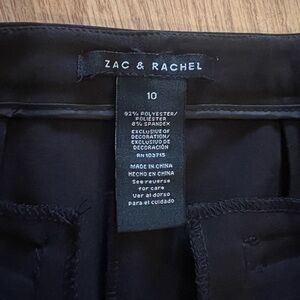 ZAC & RACHEL
10
92% POLYESTER/
POLIESTER
8% SPANDEX
EXCLUSIVE OF
DECORATION/
EXCLUSIVO DE
DECORACIÓN
RN 103715
MADE IN CHINA
HECHO EN CHINA
See reverse
for care
Ver al dorso
Para el cuidado